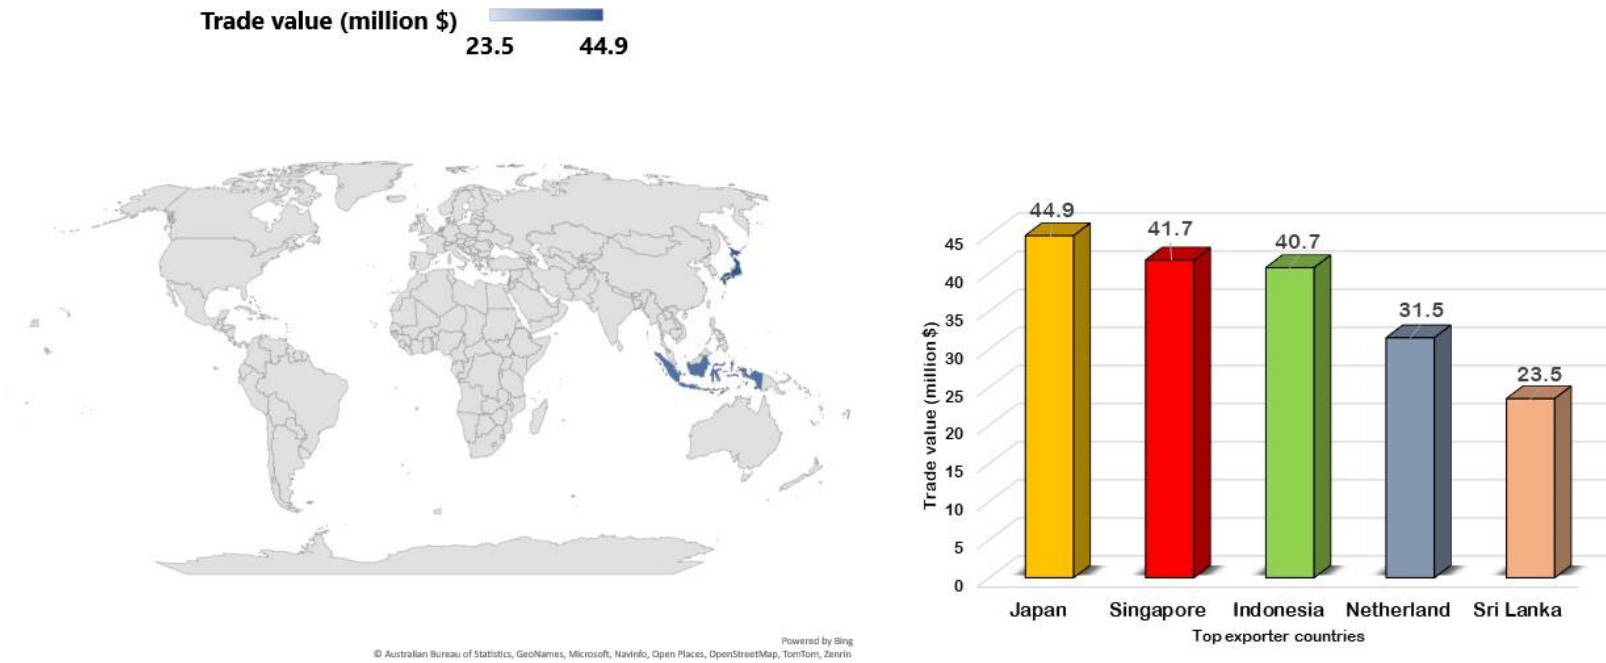 Trade value (million $)
23.5 44.9
Powered by Bing
© Australian Bureau of Statistics, GeoNames, Microsoft, Navinfo, Open Places, OpenStreetMap, TomTom, Zenrin
44.9
41.7
40.7
31.5
23.5
45
40
35
30
25
20
15
10
5
0
Trade value (million $)
Japan Singapore Indonesia Netherland Sri Lanka
Top exporter countries